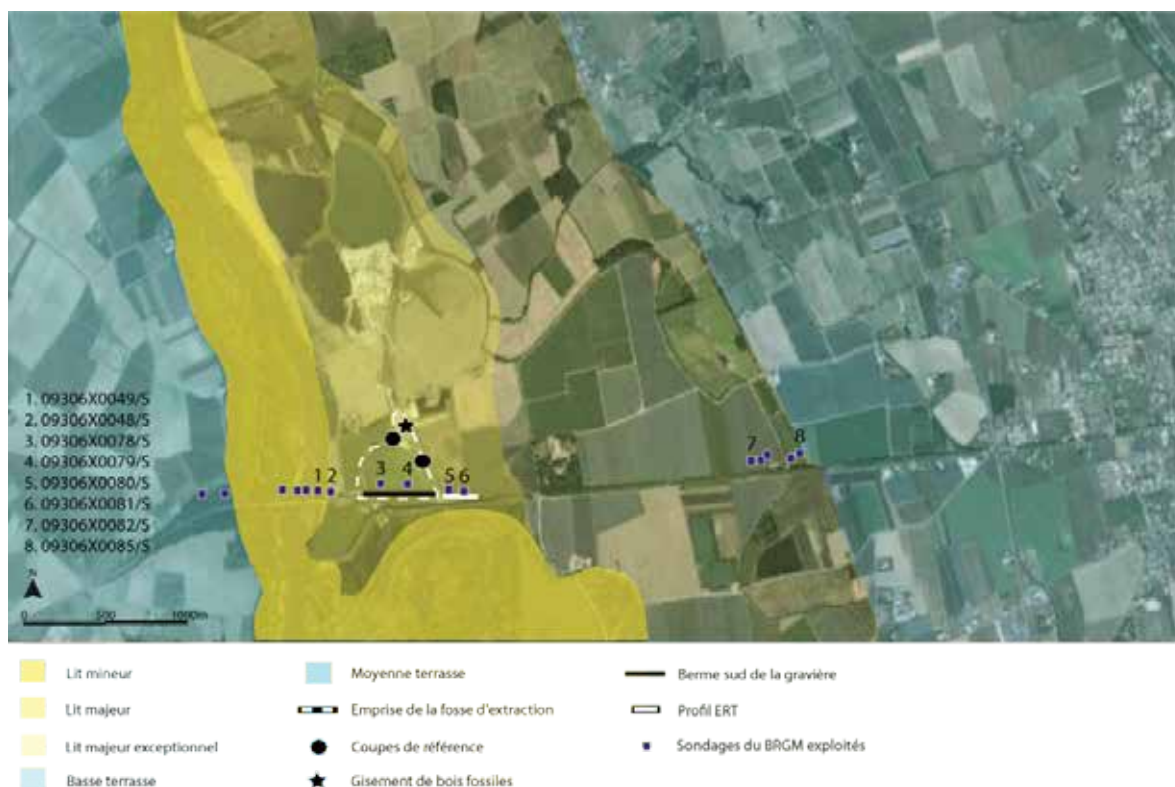 7
8
1. 09306X0049/S
2. 09306X0048/S
3. 09306X0078/S
4. 09306X0079/S
5. 09306X0080/S
6. 09306X0081/S
7. 09306X0082/S
8. 09306X0085/S
1 2 3 4 5 6
N
0 500 1000m
Lit mineur
Lit majeur
Lit majeur exceptionnel
Basse terrasse
Moyenne terrasse
Emprise de la fosse d'extraction
Coupes de référence
Gisement de bois fossiles
Berme sud de la gravière
Profil ERT
Sondages du BRGM exploités